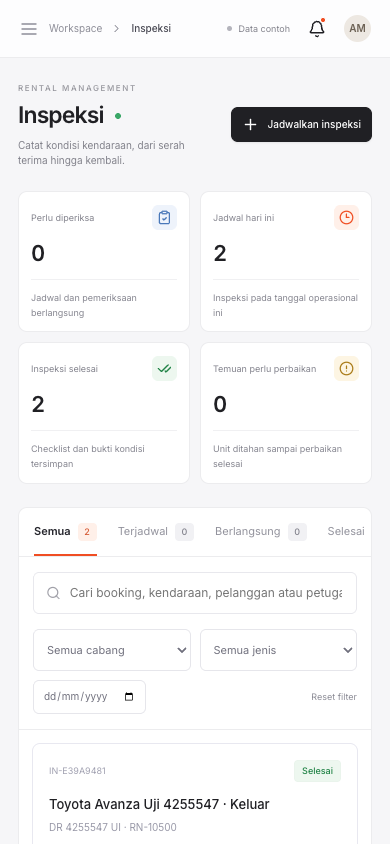 Workspace > Inspeksi
Data contoh
AM
RENTAL MANAGEMENT
Inspeksi
Catat kondisi kendaraan, dari serah
terima hingga kembali.
Jadwalkan inspeksi
Perlu diperiksa
0
Jadwal dan pemeriksaan
berlangsung
Jadwal hari ini
2
Inspeksi pada tanggal operasional
ini
Inspeksi selesai
2
Checklist dan bukti kondisi
tersimpan
Temuan perlu perbaikan
0
Unit ditahan sampai perbaikan
selesai
Semua 2 Terjadwal 0 Berlangsung 0 Selesai
Cari booking, kendaraan, pelanggan atau petuga
Semua cabang
Semua jenis
dd/mm/yyyy
Reset filter
IN-E39A9481
Selesai
Toyota Avanza Uji 4255547 · Keluar
DR 4255547 UI · RN-10500